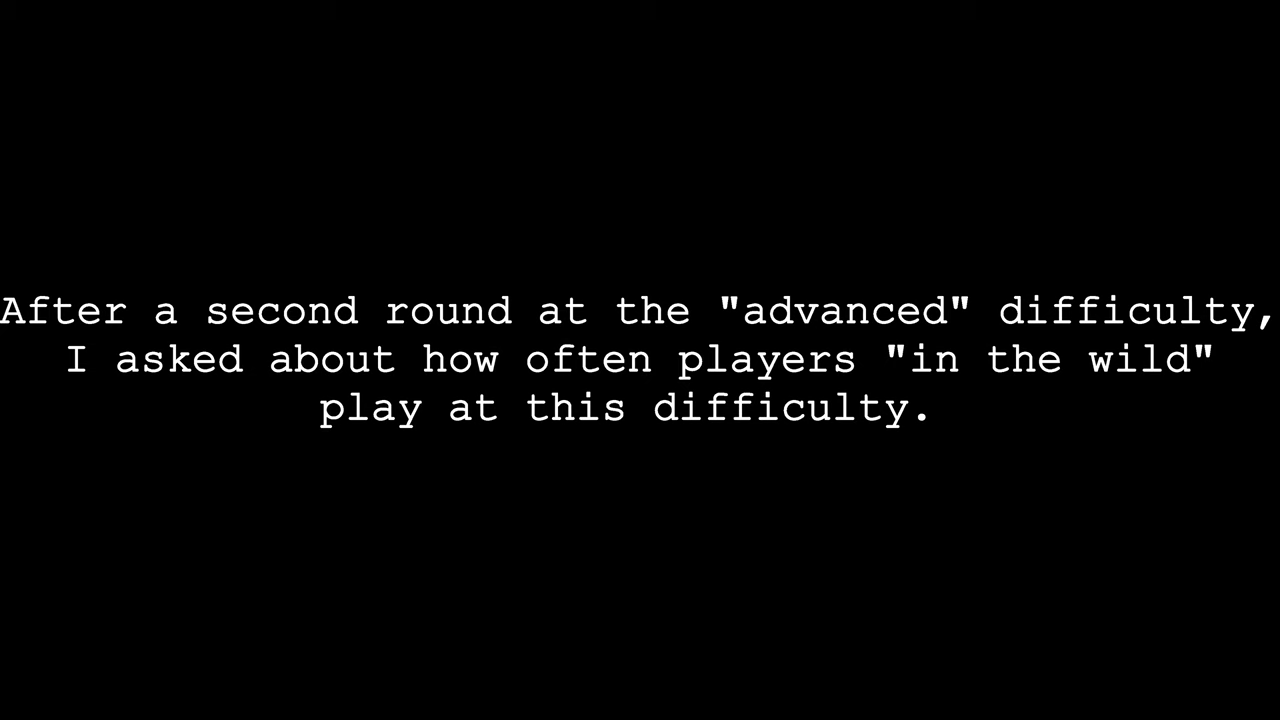 After a second round at the "advanced" difficulty,
I asked about how often players "in the wild"
play at this difficulty.